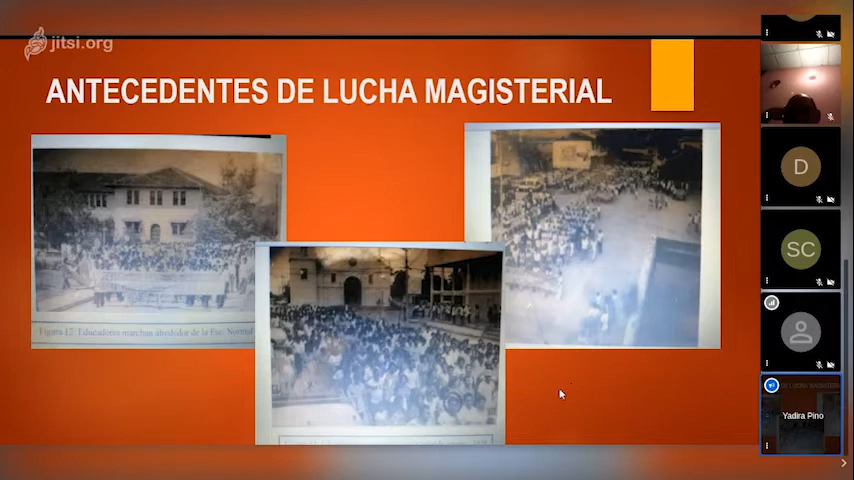 jitsi.org
ANTECEDENTES DE LUCHA MAGISTERIAL
Figura 12. Educadores marchan alrededor de la Esc. Normal
D
SC
Yadira Pino